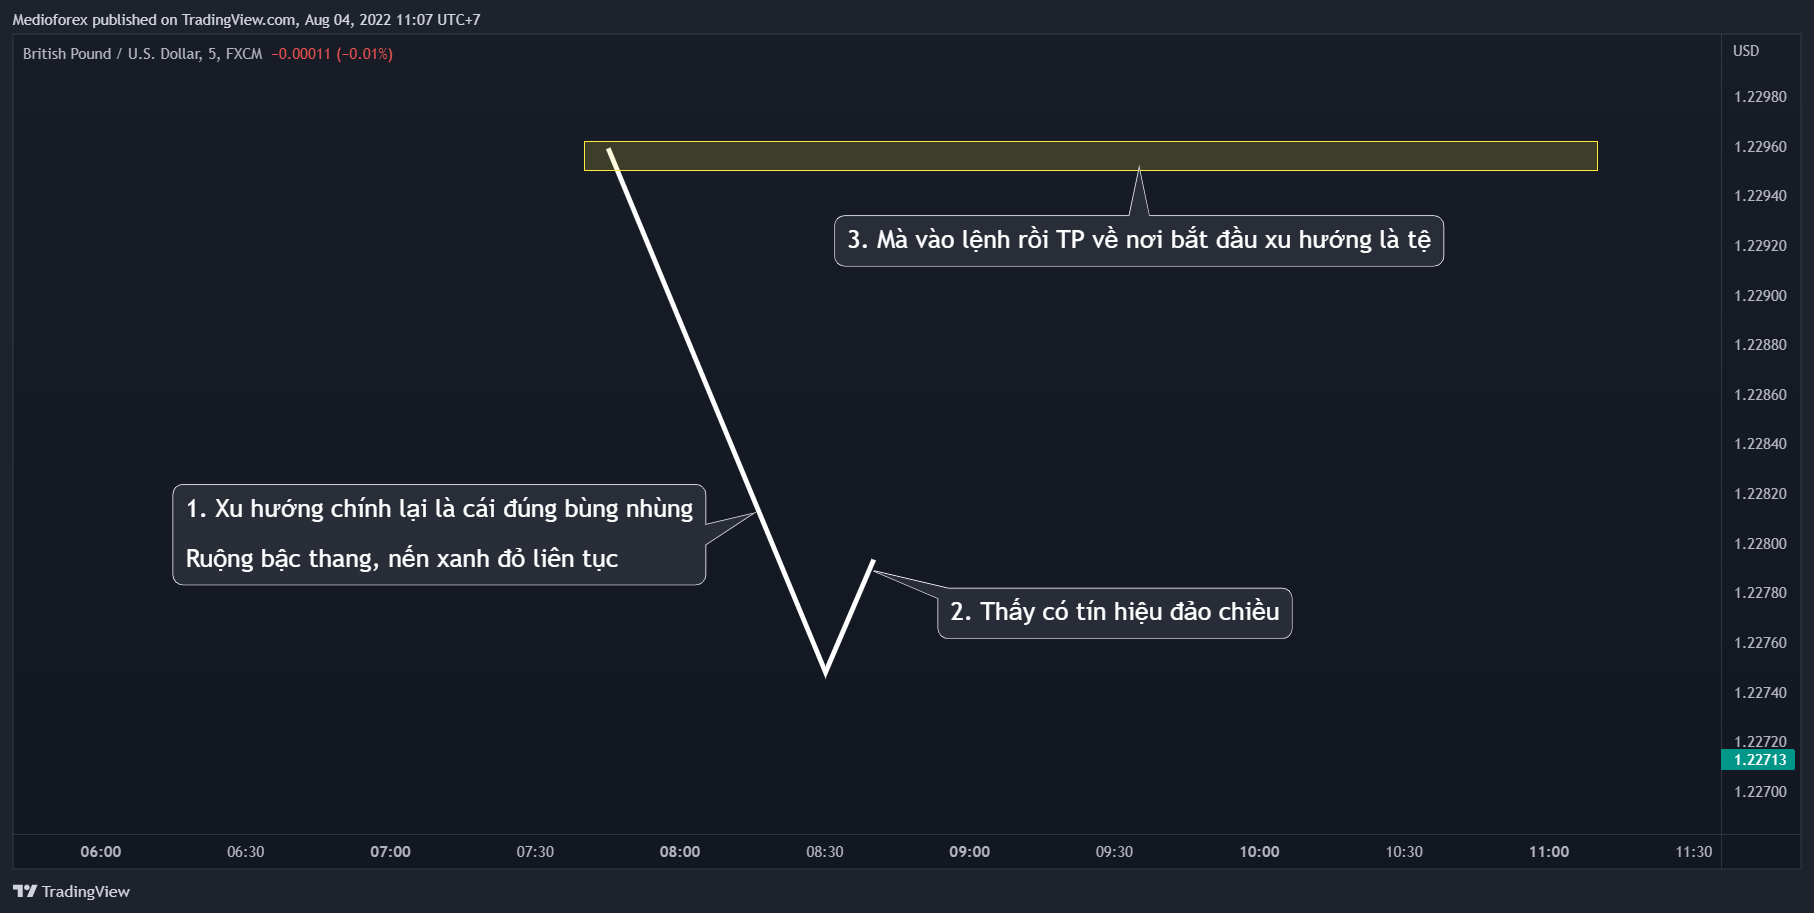 Medioforex published on TradingView.com, Aug 04, 2022 11:07 UTC+7
British Pound / U.S. Dollar, 5, FXCM −0.00011 (−0.01%)
USD
1.22980
1.22960
1.22940
3. Mà vào lệnh rồi TP về nơi bắt đầu xu hướng là tệ
1.22920
1.22900
1.22880
1.22860
1.22840
1.22820
1. Xu hướng chính lại là cái đúng bùng nhùng
Ruộng bậc thang, nến xanh đỏ liên tục
1.22800
1.22780
2. Thấy có tín hiệu đảo chiều
1.22760
1.22740
1.22720
1.22713
1.22700
06:00 06:30 07:00 07:30 08:00 08:30 09:00 09:30 10:00 10:30 11:00 11:30
TradingView